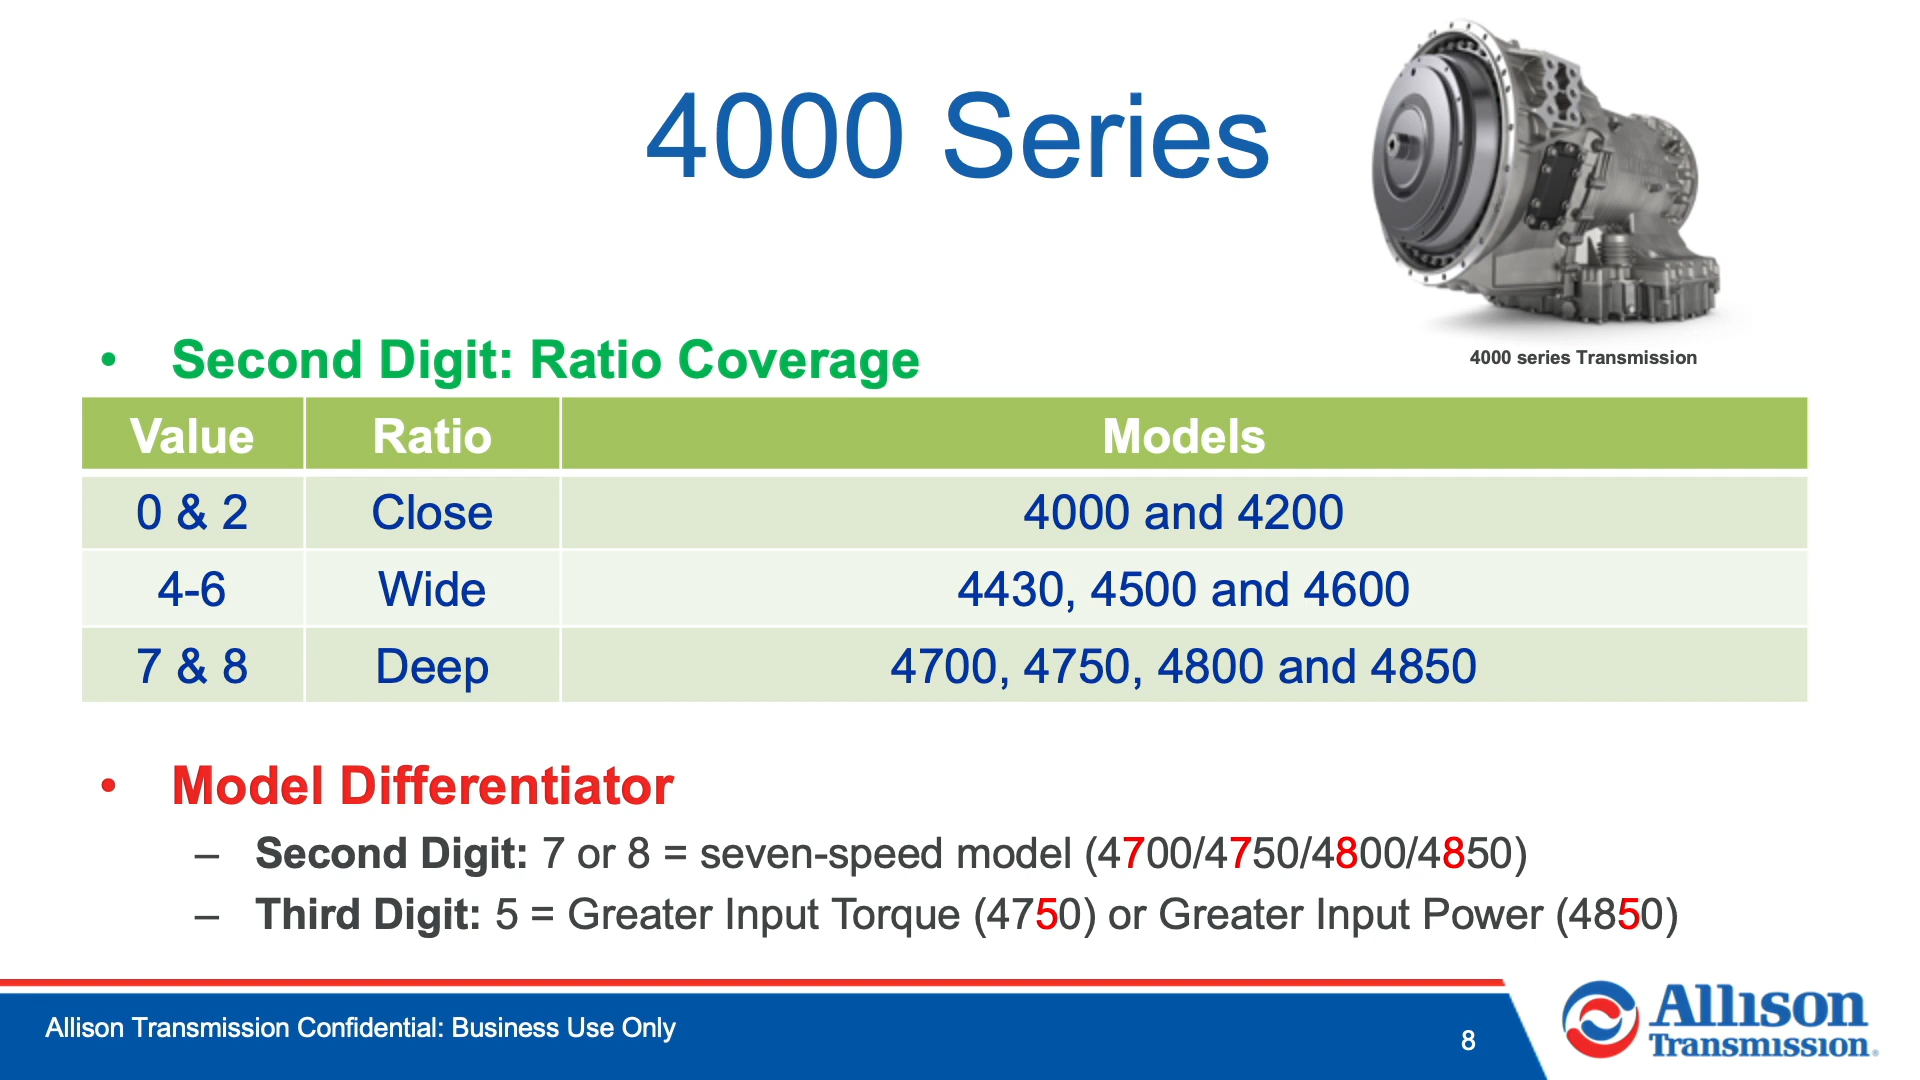 4000 Series
4000 series Transmission
• Second Digit: Ratio Coverage
Value Ratio Models
0 & 2 Close 4000 and 4200
4-6 Wide 4430, 4500 and 4600
7 & 8 Deep 4700, 4750, 4800 and 4850
• Model Differentiator
– Second Digit: 7 or 8 = seven-speed model (4700/4750/4800/4850)
– Third Digit: 5 = Greater Input Torque (4750) or Greater Input Power (4850)
Allison Transmission Confidential: Business Use Only
8
Allison
Transmission®